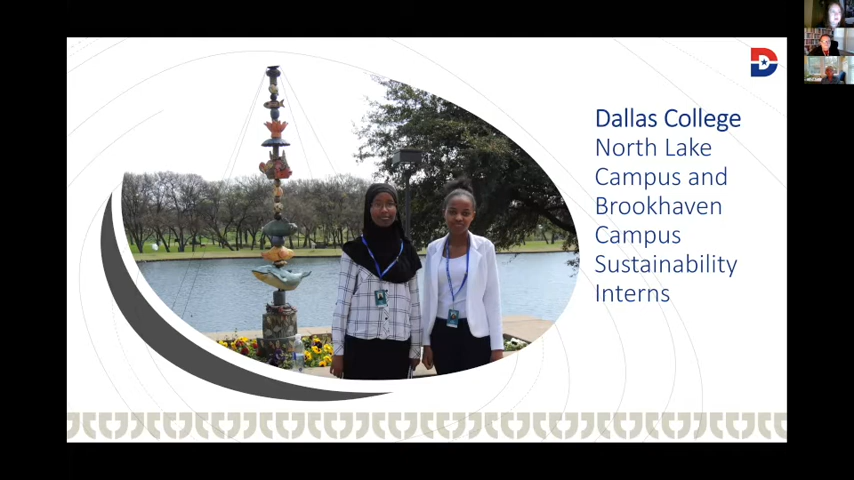 Dallas College
North Lake
Campus and
Brookhaven
Campus
Sustainability
Interns